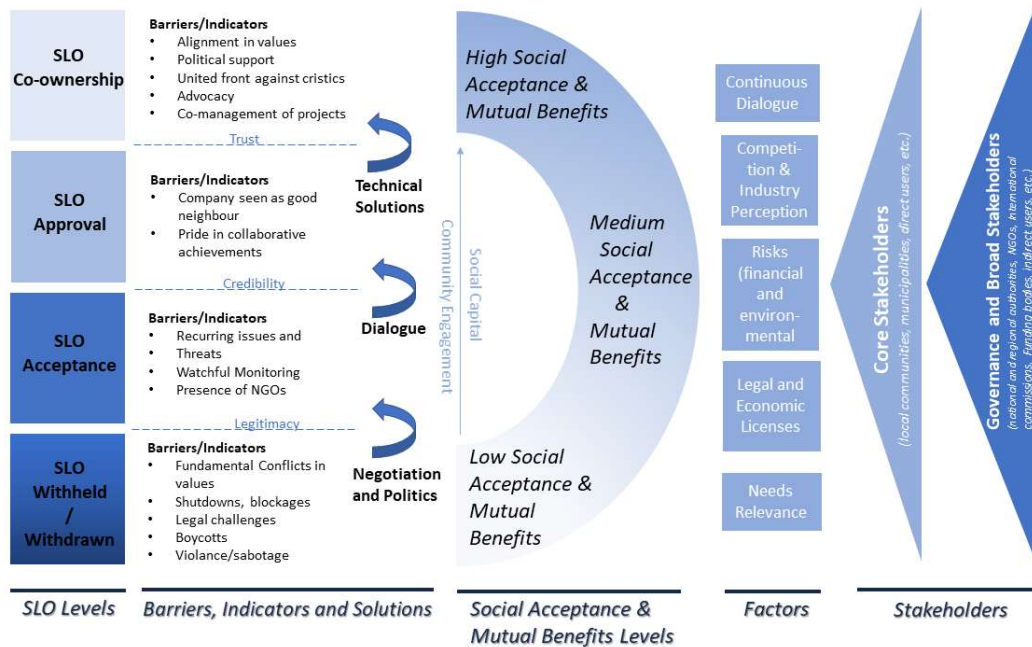 SLO
Co-ownership
Barriers/Indicators
• Alignment in values
• Political support
• United front against cristics
• Advocacy
• Co-management of projects
Trust
SLO
Approval
Barriers/Indicators
• Company seen as good
neighbour
• Pride in collaborative
achievements
Technical
Solutions
Credibility
SLO
Acceptance
Barriers/Indicators
• Recurring issues and
• Threats
• Watchful Monitoring
• Presence of NGOs
Dialogue
Legitimacy
SLO
Withheld
/
Withdrawn
Barriers/Indicators
• Fundamental Conflicts in
values
• Shutdowns, blockages
• Legal challenges
• Boycotts
• Violance/sabotage
Negotiation
and Politics
Community Engagement
Social Capital
High Social
Acceptance &
Mutual Benefits
Medium
Social
Acceptance
&
Mutual
Benefits
Low Social
Acceptance &
Mutual
Benefits
Continuous
Dialogue
Competi-
tion &
Industry
Perception
Risks
(financial
and
environ-
mental
Legal and
Economic
Licenses
Needs
Relevance
Core Stakeholders
(local communities, municipalities, direct users, etc.)
Governance and Broad Stakeholders
(national and regional authorities, NGOs, International
commissions, Funding bodies, indirect users, etc.)
SLO Levels
Barriers, Indicators and Solutions
Social Acceptance &
Mutual Benefits Levels
Factors
Stakeholders